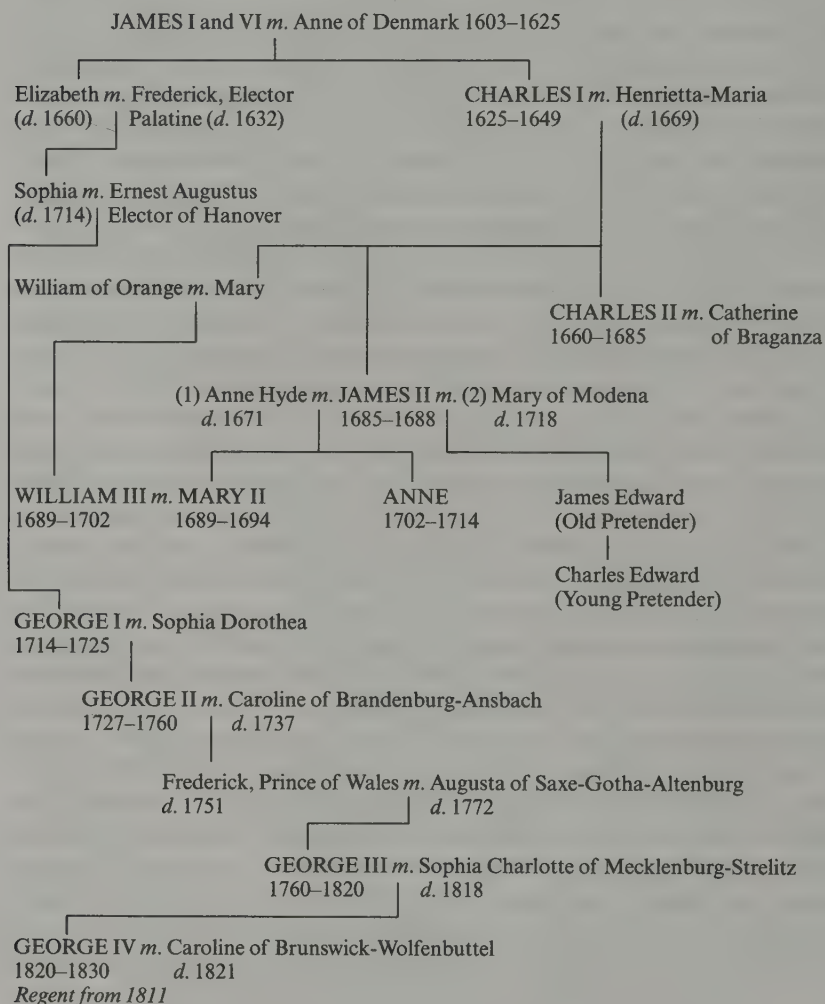 JAMES I and VI m. Anne of Denmark 1603–1625
Elizabeth m. Frederick, Elector
(d. 1660) Palatine (d. 1632)
CHARLES I m. Henrietta-Maria
1625–1649 (d. 1669)
Sophia m. Ernest Augustus
(d. 1714) Elector of Hanover
William of Orange m. Mary
CHARLES II m. Catherine
1660–1685 of Braganza
(1) Anne Hyde m. JAMES II m. (2) Mary of Modena
d. 1671 1685–1688 d. 1718
WILLIAM III m. MARY II
1689–1702 1689–1694
ANNE
1702–1714
James Edward
(Old Pretender)
Charles Edward
(Young Pretender)
GEORGE I m. Sophia Dorothea
1714–1725
GEORGE II m. Caroline of Brandenburg-Ansbach
1727–1760 d. 1737
Frederick, Prince of Wales m. Augusta of Saxe-Gotha-Altenburg
d. 1751 d. 1772
GEORGE III m. Sophia Charlotte of Mecklenburg-Strelitz
1760–1820 d. 1818
GEORGE IV m. Caroline of Brunswick-Wolfenbuttel
1820–1830 d. 1821
Regent from 1811